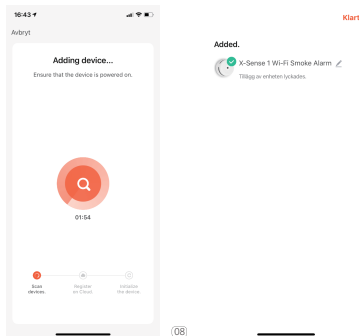 16:43
Avbryt
Adding device...
Ensure that the device is powered on.
01:54
Scan
devices.
Register
on Cloud.
Initialize
the device.
Klart
Added.
X-Sense 1 Wi-Fi Smoke Alarm
Tillägg av enheten lyckades.
08